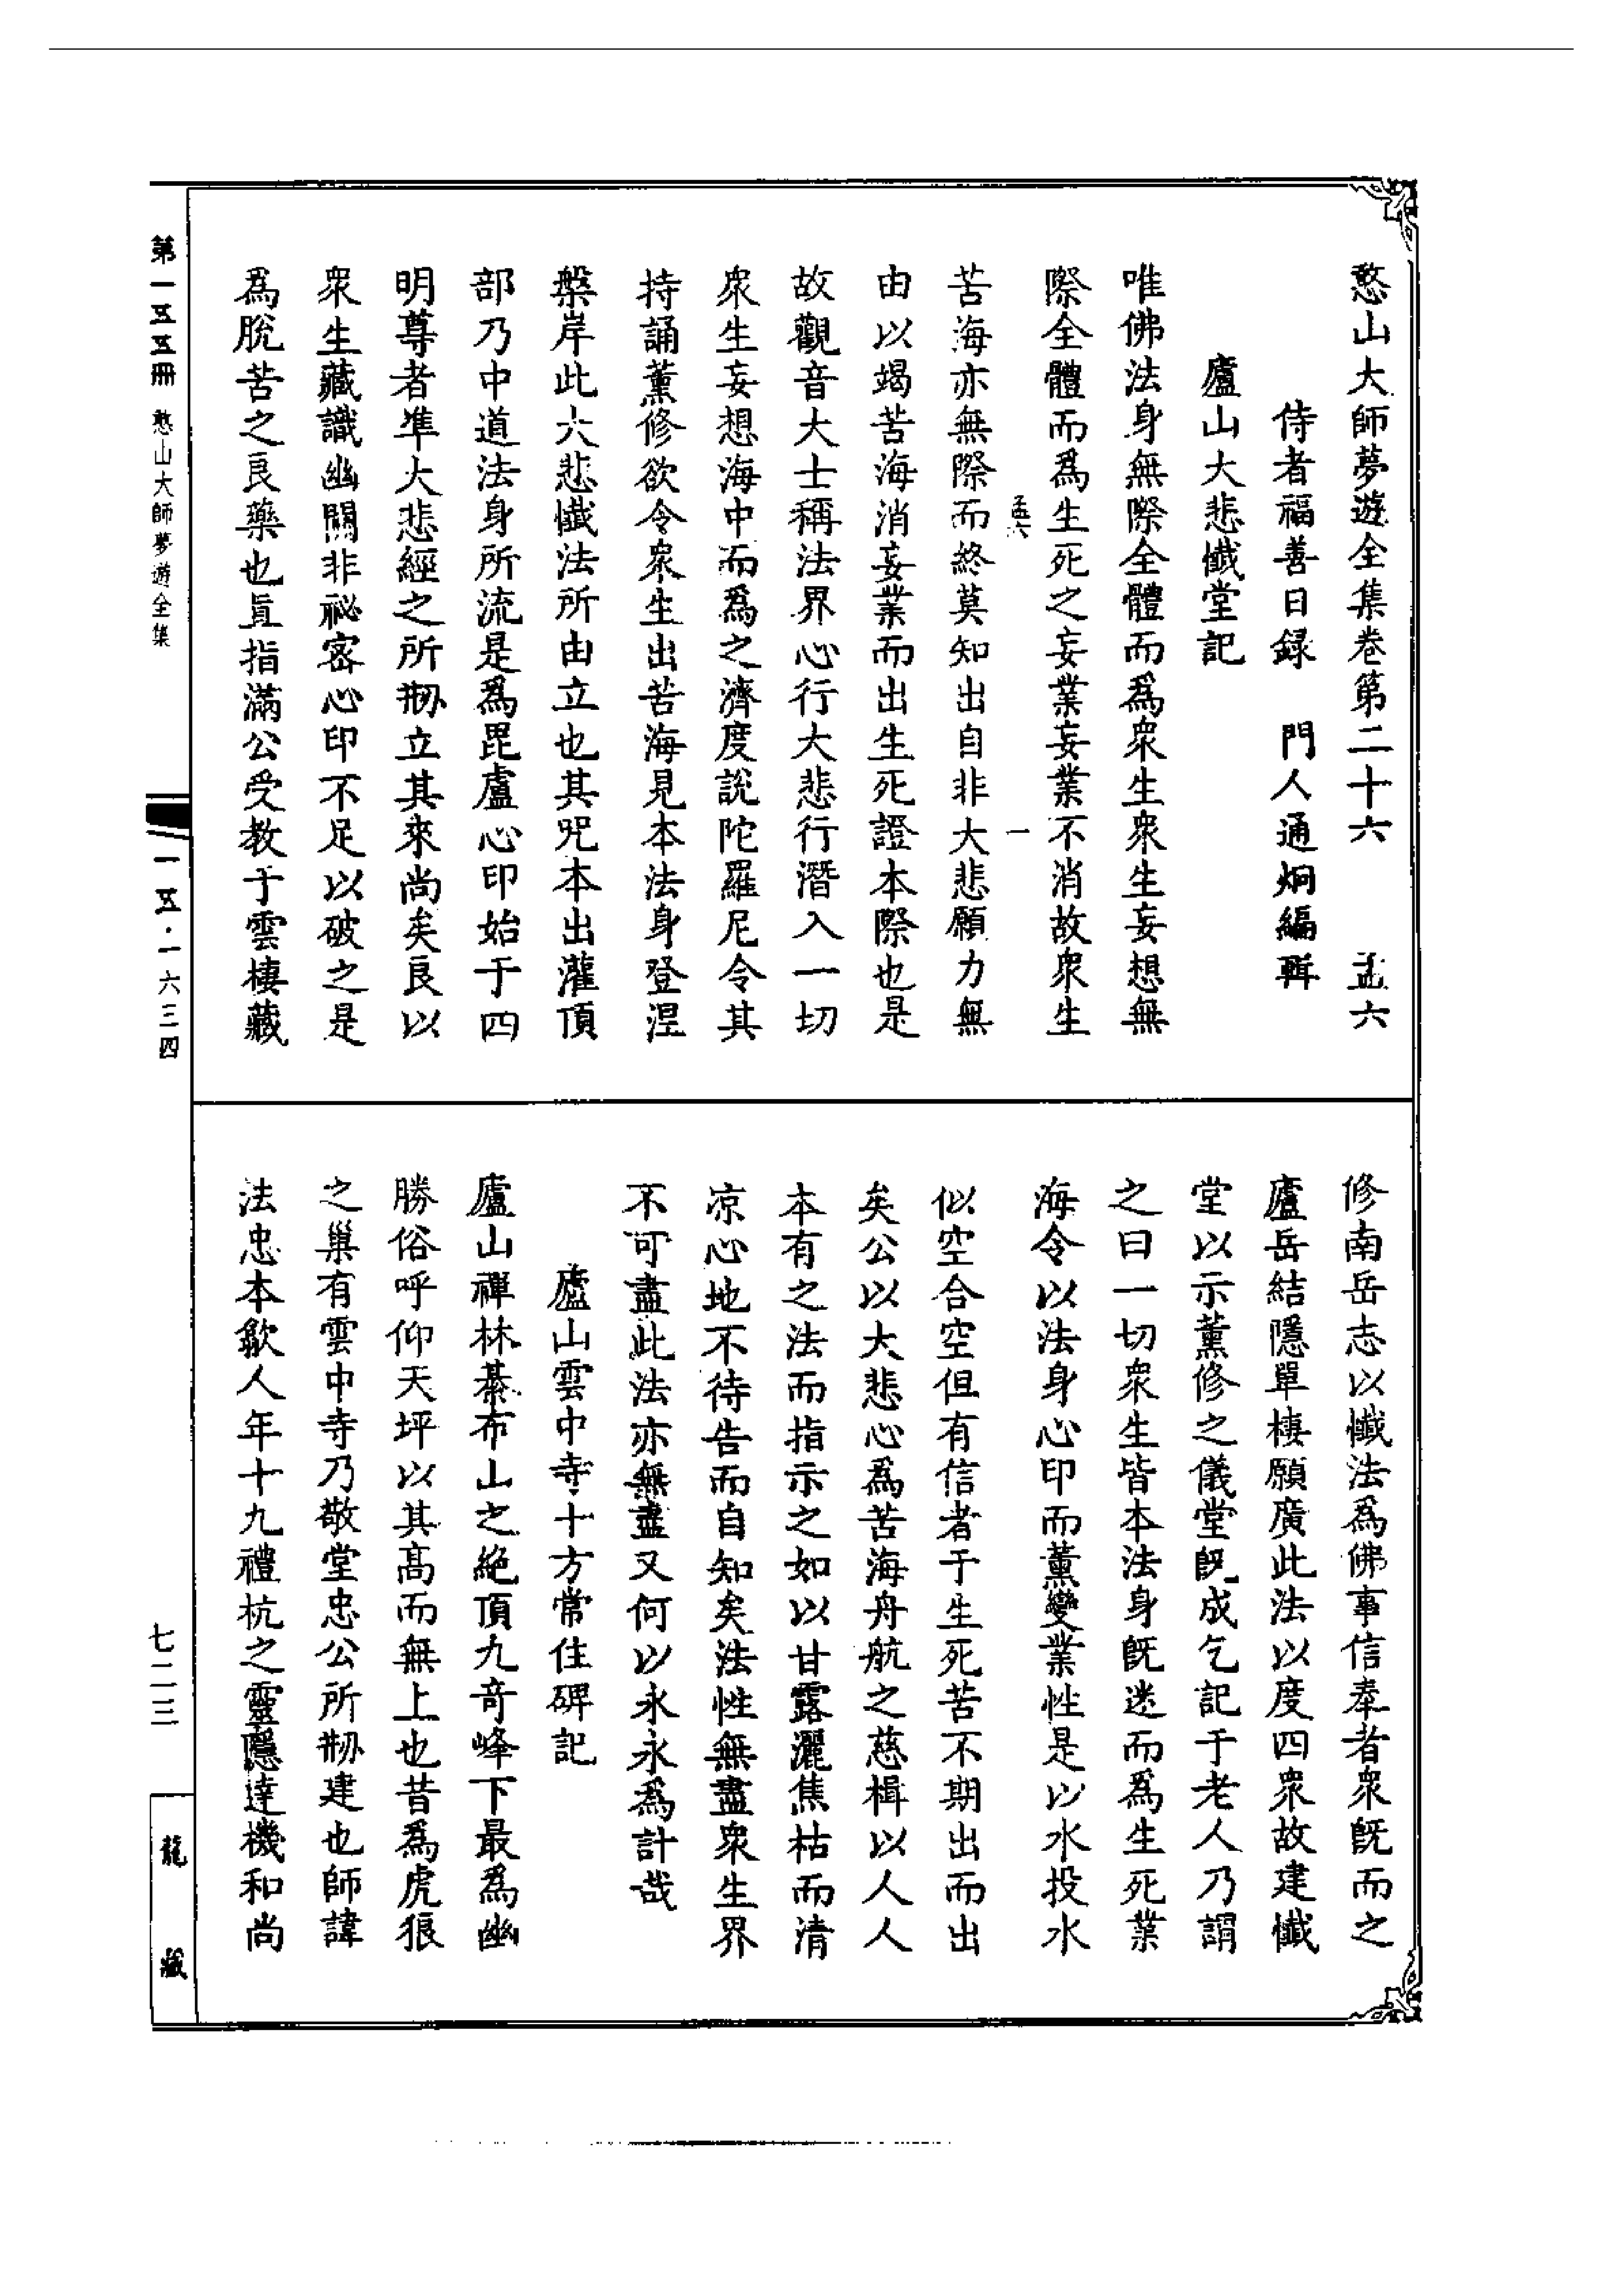 憨山大師夢遊全集卷第二十六　孟六
侍者福善日録　門人通炯編輯
廬山大悲懺堂記
唯佛法身無際全體而爲衆生衆生妄想無
際全體而爲生死之妄業妄業不消故衆生
孟六　一
苦海亦無際而終莫知出自非大悲願力無
由以竭苦海消妄業而出生死證本際也是
故觀音大士稱法界心行大悲行潛入一切
衆生妄想海中而爲之濟度說陀羅尼令其
持誦薰修欲令衆生出苦海見本法身登涅
槃岸此大悲懺法所由立也其呪本出灌頂
部乃中道法身所流是爲毘盧心印始于四
明尊者準大悲經之所剏立其來尚矣良以
衆生藏識幽關非祕密心印不足以破之是
爲脫苦之良藥也眞指滿公受教于雲棲藏
修南岳志以懺法爲佛事信奉者衆旣而之
廬岳結隱單棲願廣此法以度四衆故建懺
堂以示薰修之儀堂旣成乞記于老人乃謂
之曰一切衆生皆本法身旣迷而爲生死業
海令以法身心印而薰變業性是以水投水
似空合空但有信者于生死苦不期出而出
矣公以大悲心爲苦海舟航之慈楫以人人
本有之法而指示之如以甘露灑焦枯而清
凉心地不待告而自知矣法性無盡衆生界
不可盡此法亦無盡又何以永永爲計哉
廬山雲中寺十方常住碑記
廬山禪林棊布山之絶頂九奇峰下最爲幽
勝俗呼仰天坪以其高而無上也昔爲虎狼
之巢有雲中寺乃敬堂忠公所剏建也師諱
法忠本歙人年十九禮杭之靈隱達機和尚
第一五五冊　憨山大師夢遊全集
一五·一六三四
七二三
龍藏